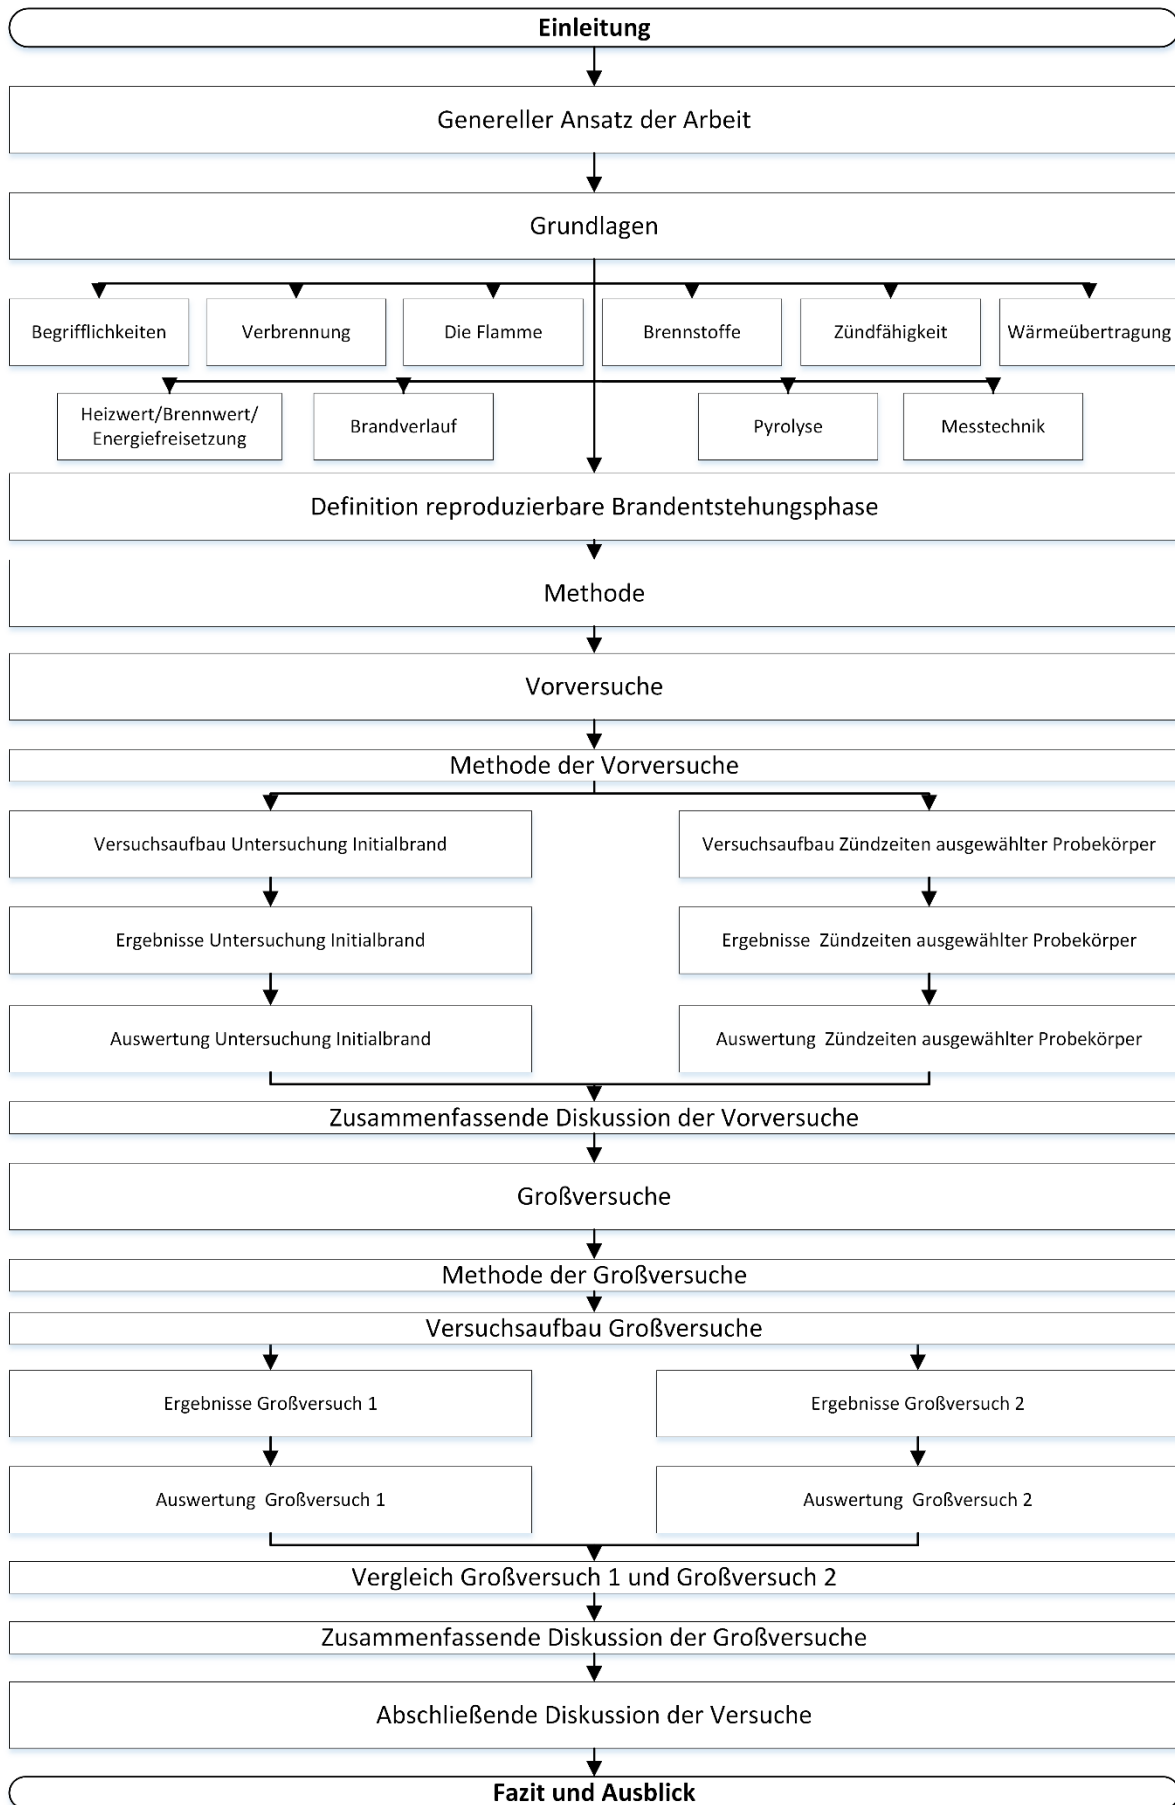 Einleitung
Genereller Ansatz der Arbeit
Grundlagen
Begrifflichkeiten
Verbrennung
Die Flamme
Brennstoffe
Zündfähigkeit
Wärmeübertragung
Heizwert/Brennwert/
Energiefreisetzung
Brandverlauf
Pyrolyse
Messtechnik
Definition reproduzierbare Brandentstehungsphase
Methode
Vorversuche
Methode der Vorversuche
Versuchsaufbau Untersuchung Initialbrand
Versuchsaufbau Zündzeiten ausgewählter Probekörper
Ergebnisse Untersuchung Initialbrand
Ergebnisse Zündzeiten ausgewählter Probekörper
Auswertung Untersuchung Initialbrand
Auswertung Zündzeiten ausgewählter Probekörper
Zusammenfassende Diskussion der Vorversuche
Großversuche
Methode der Großversuche
Versuchsaufbau Großversuche
Ergebnisse Großversuch 1
Ergebnisse Großversuch 2
Auswertung Großversuch 1
Auswertung Großversuch 2
Vergleich Großversuch 1 und Großversuch 2
Zusammenfassende Diskussion der Großversuche
Abschließende Diskussion der Versuche
Fazit und Ausblick